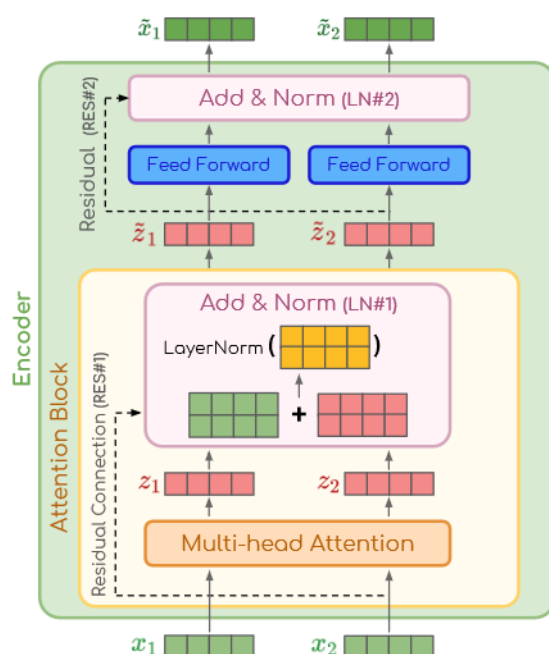 x̃₁ x̃₂
Add & Norm (LN#2)
Residual (RES#2)
Feed Forward Feed Forward
z̃₁ z̃₂
Encoder
Attention Block
Residual Connection (RES#1)
Add & Norm (LN#1)
LayerNorm ( )
+
z₁ z₂
Multi-head Attention
x₁ x₂